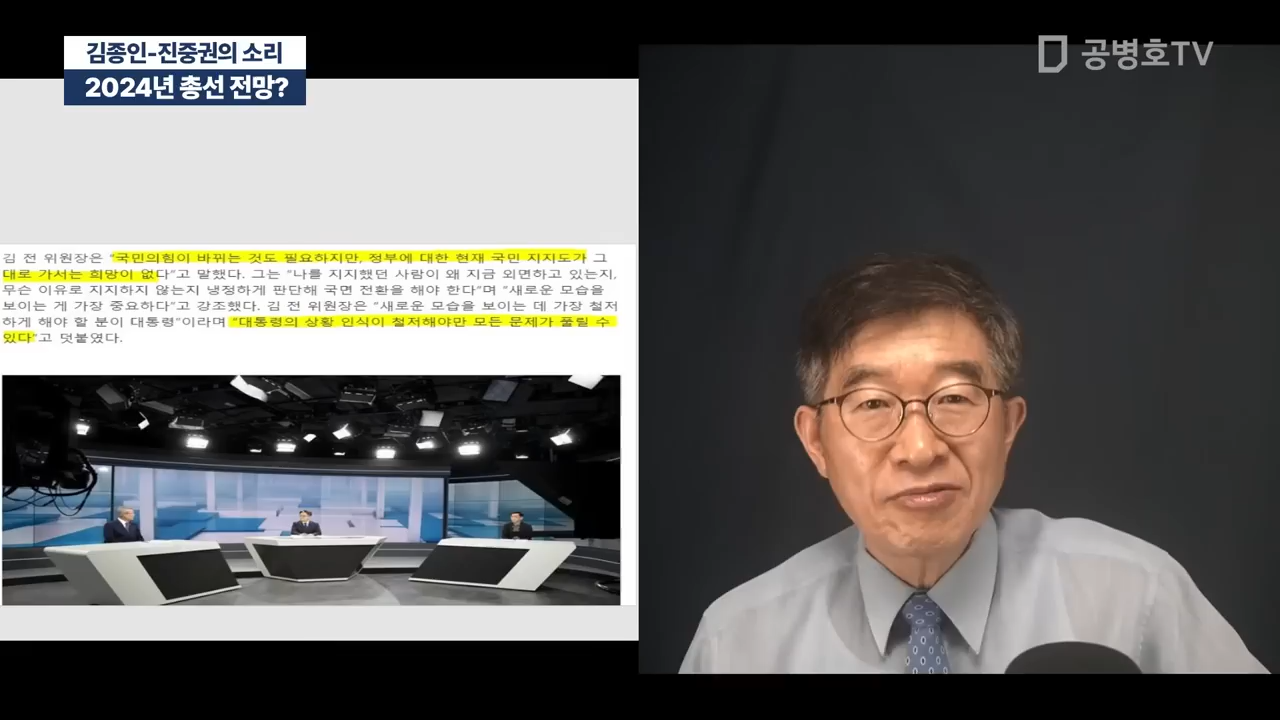 김종인-진중권의 소리
2024년 총선 전망?
공병호TV
김 전 위원장은 “국민의힘이 바뀌는 것도 필요하지만, 정부에 대한 현재 국민 지지도가 그
대로 가서는 희망이 없다”고 말했다. 그는 “나를 지지했던 사람이 왜 지금 외면하고 있는지,
무슨 이유로 지지하지 않는지 냉정하게 판단해 국면 전환을 해야 한다”며 “새로운 모습을
보이는 게 가장 중요하다”고 강조했다. 김 전 위원장은 “새로운 모습을 보이는 데 가장 철저
하게 해야 할 분이 대통령”이라며 “대통령의 상황 인식이 철저해야만 모든 문제가 풀릴 수
있다”고 덧붙였다.